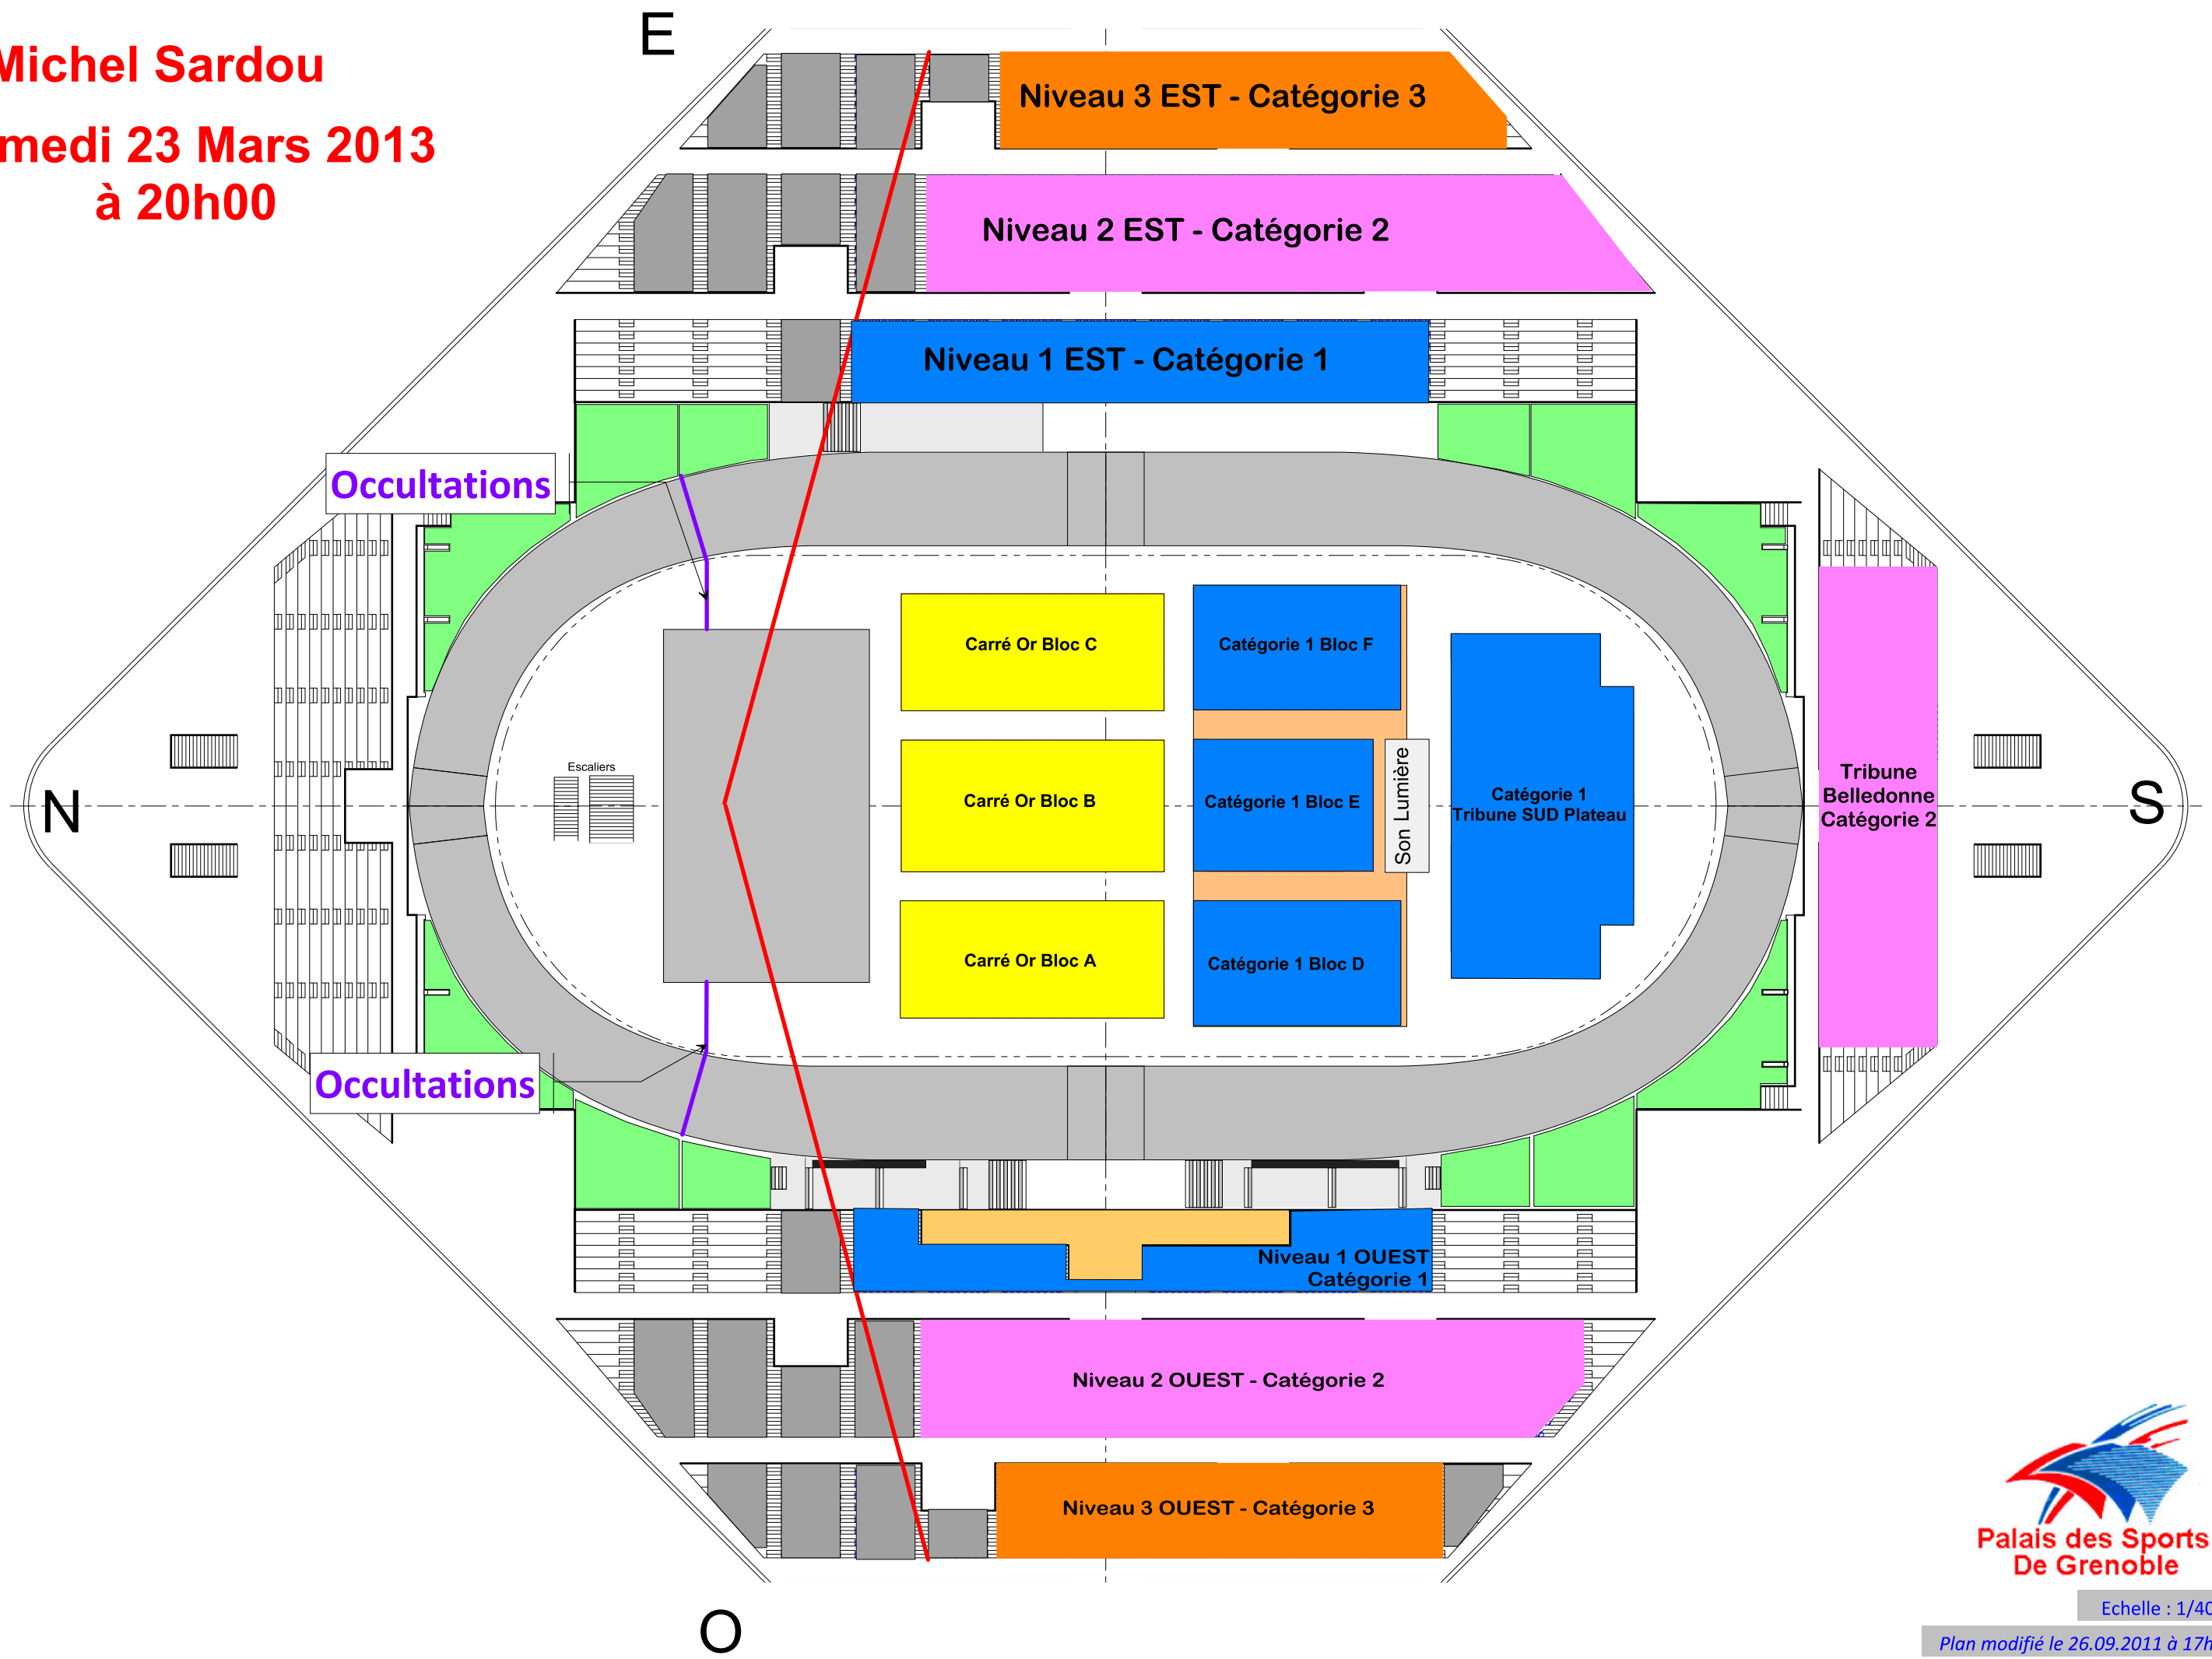 E
Michel Sardou
medi 23 Mars 2013
à 20h00
Niveau 3 EST - Catégorie 3
Niveau 2 EST - Catégorie 2
Niveau 1 EST - Catégorie 1
Occultations
Carré Or Bloc C
Catégorie 1 Bloc F
Escaliers
Carré Or Bloc B
Catégorie 1 Bloc E
Son Lumière
Catégorie 1
Tribune SUD Plateau
Tribune
Belledonne
Catégorie 2
N
S
Carré Or Bloc A
Catégorie 1 Bloc D
Occultations
Niveau 1 OUEST
Catégorie 1
Niveau 2 OUEST - Catégorie 2
Niveau 3 OUEST - Catégorie 3
O
Palais des Sports
De Grenoble
Echelle : 1/40
Plan modifié le 26.09.2011 à 17h